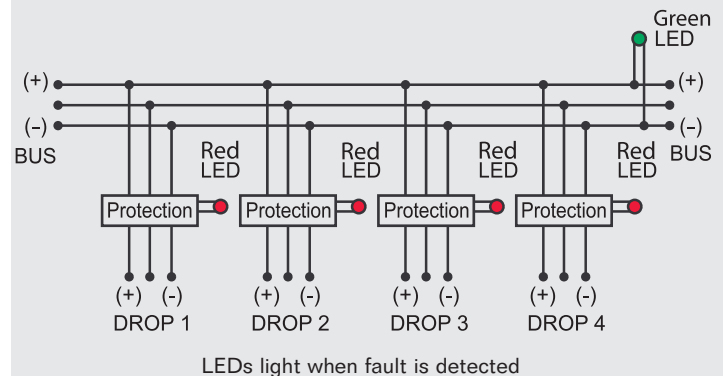 Green
LED
(+) (+)
(-) (-)
BUS Red LED Red LED Red LED Red LED BUS
Protection Protection Protection Protection
(+) (-) (+) (-) (+) (-) (+) (-)
DROP 1 DROP 2 DROP 3 DROP 4
LEDs light when fault is detected